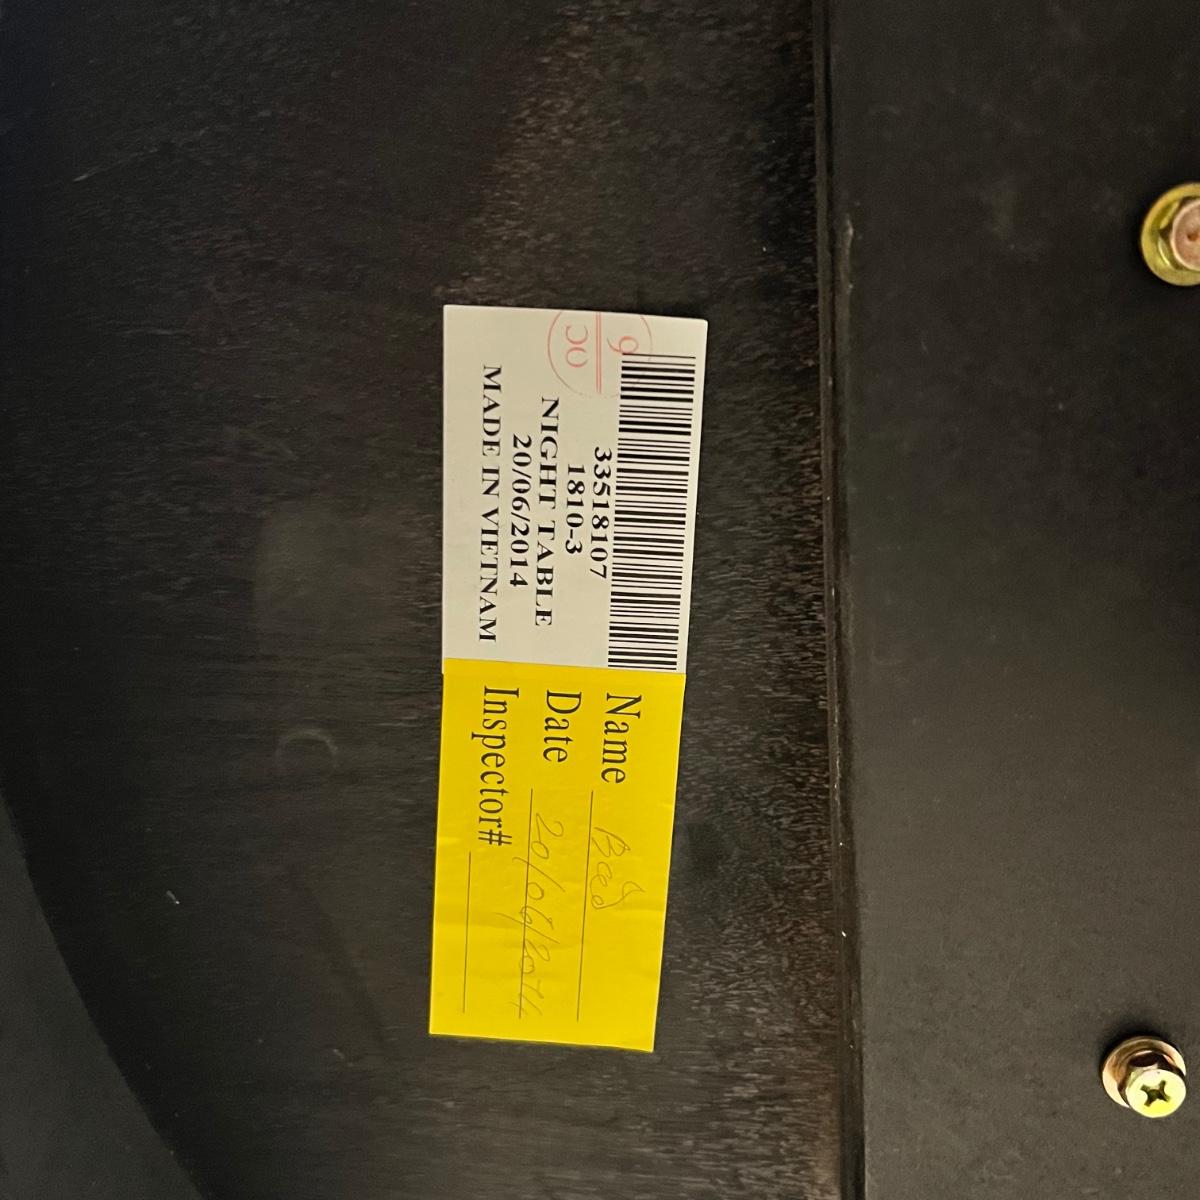 33518107
1810-3
NIGHT TABLE
20/06/2014
MADE IN VIETNAM
Name
Date 20/06/2014
Inspector#